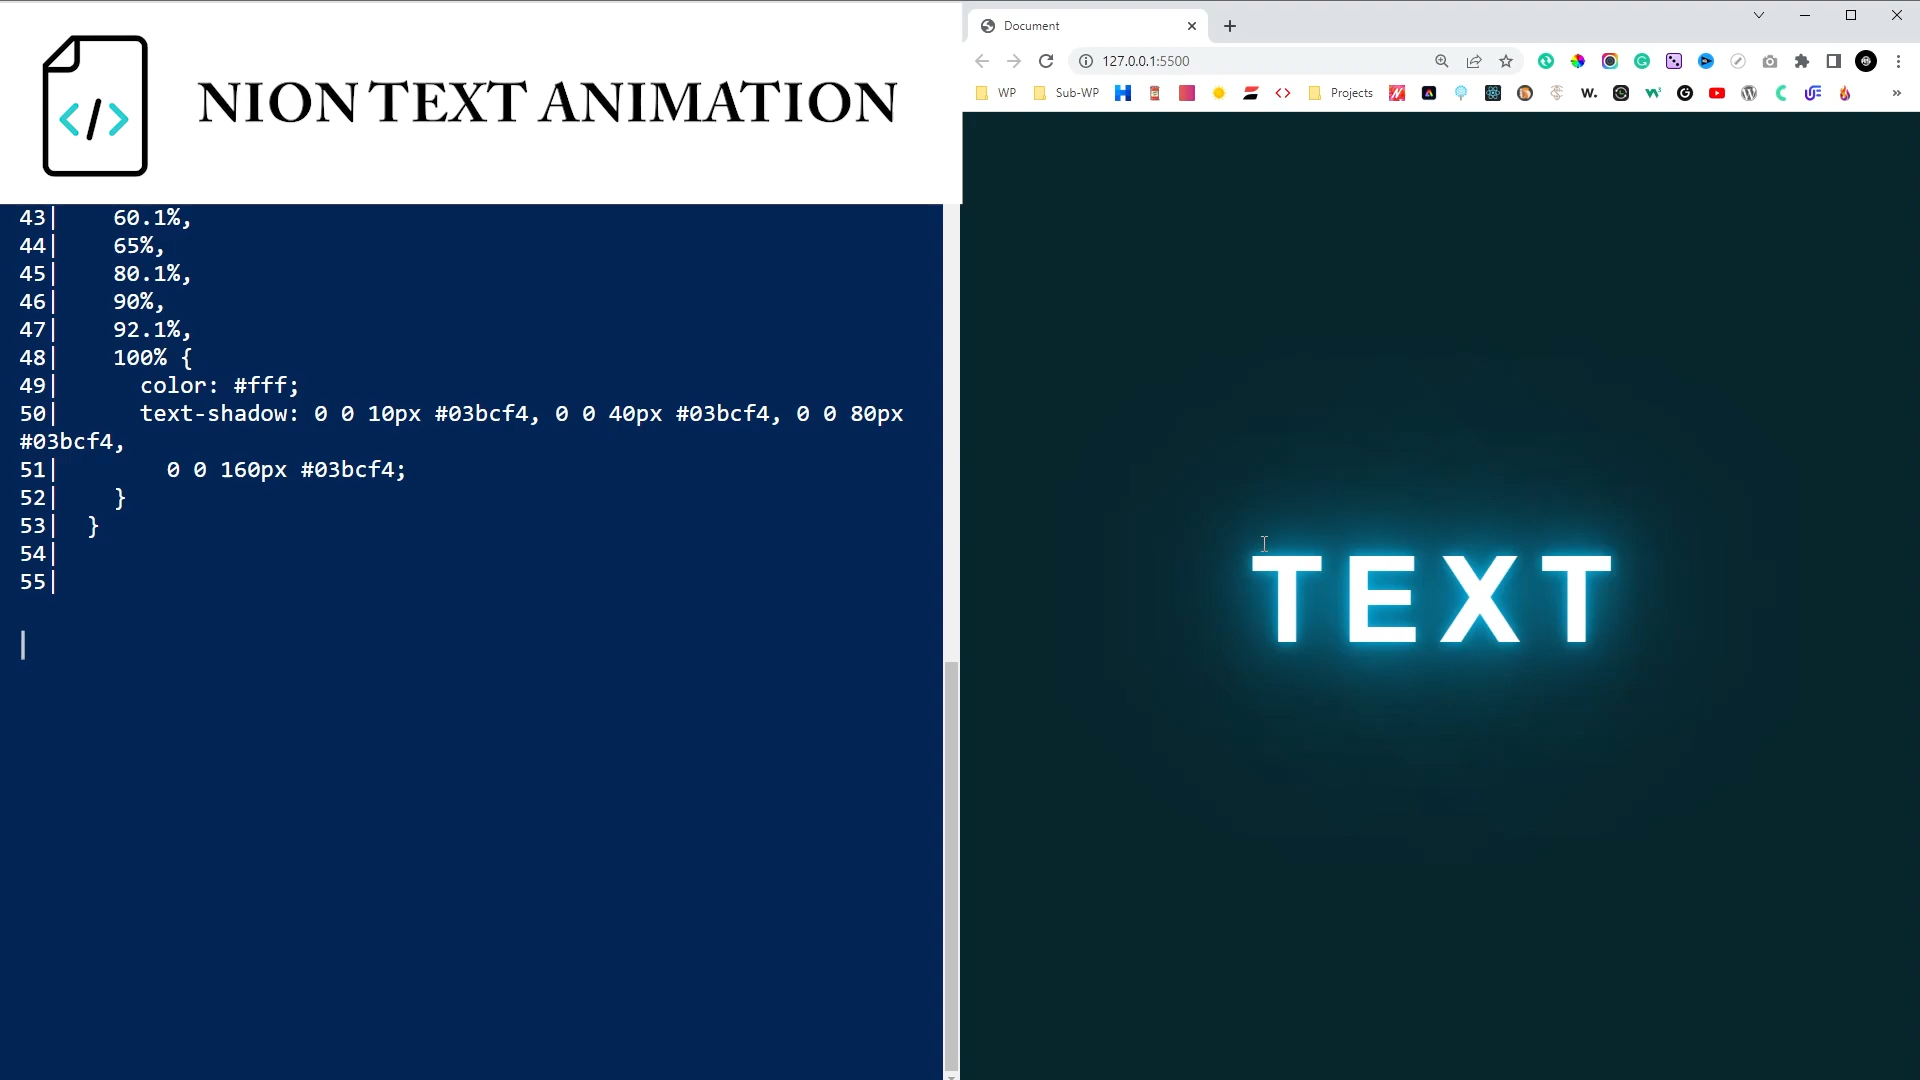 NION TEXT ANIMATION
</>
43|    60.1%,
44|    65%,
45|    80.1%,
46|    90%,
47|    92.1%,
48|    100% {
49|      color: #fff;
50|      text-shadow: 0 0 10px #03bcf4, 0 0 40px #03bcf4, 0 0 80px
#03bcf4,
51|        0 0 160px #03bcf4;
52|    }
53|  }
54|
55|
Document
127.0.0.1:5500
WP Sub-WP Projects W.
TEXT